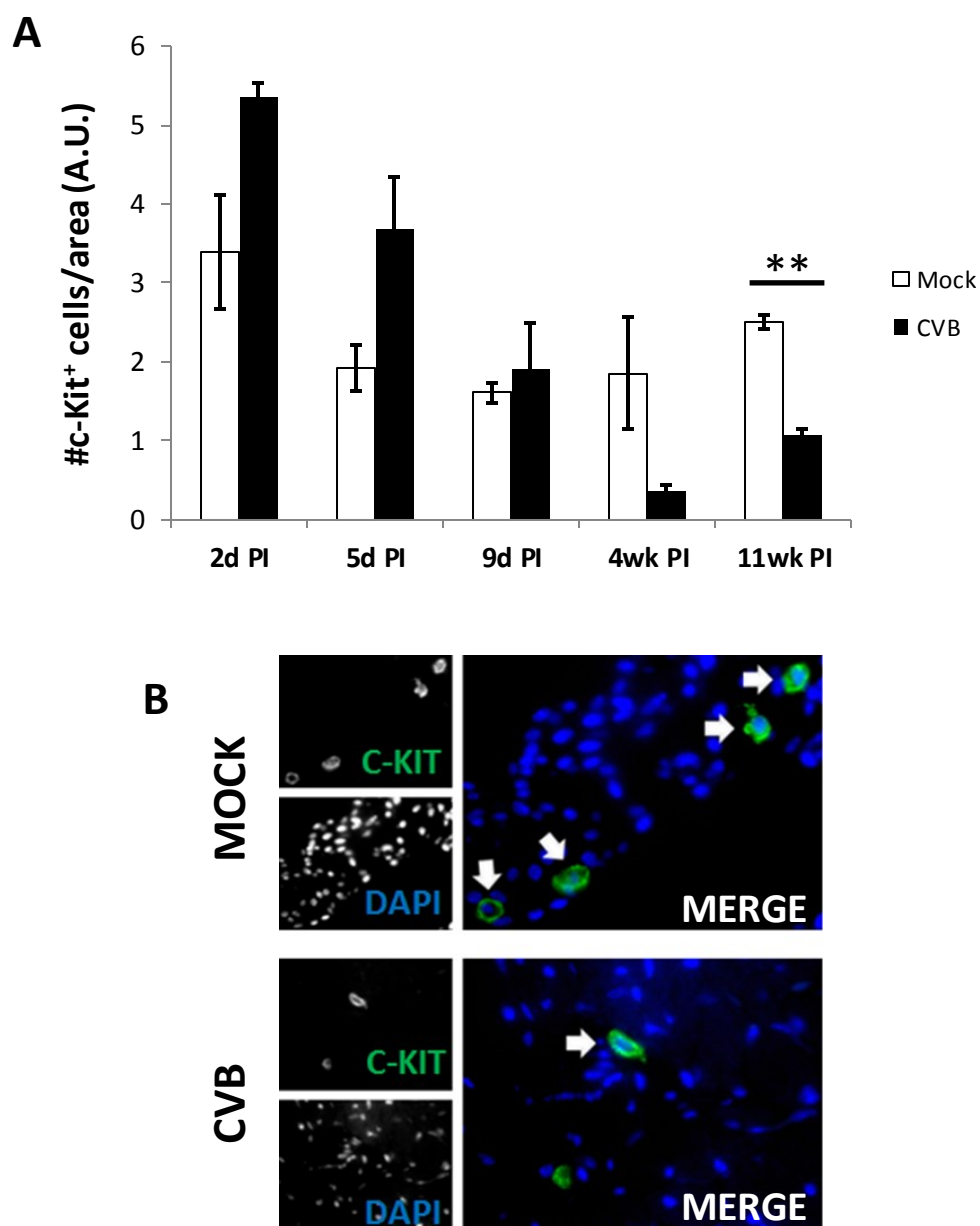 A
#c-Kit⁺ cells/area (A.U.)
6
5
4
3
2
1
0
**
Mock
CVB
2d PI 5d PI 9d PI 4wk PI 11wk PI
B
MOCK
C-KIT
DAPI
MERGE
CVB
C-KIT
DAPI
MERGE